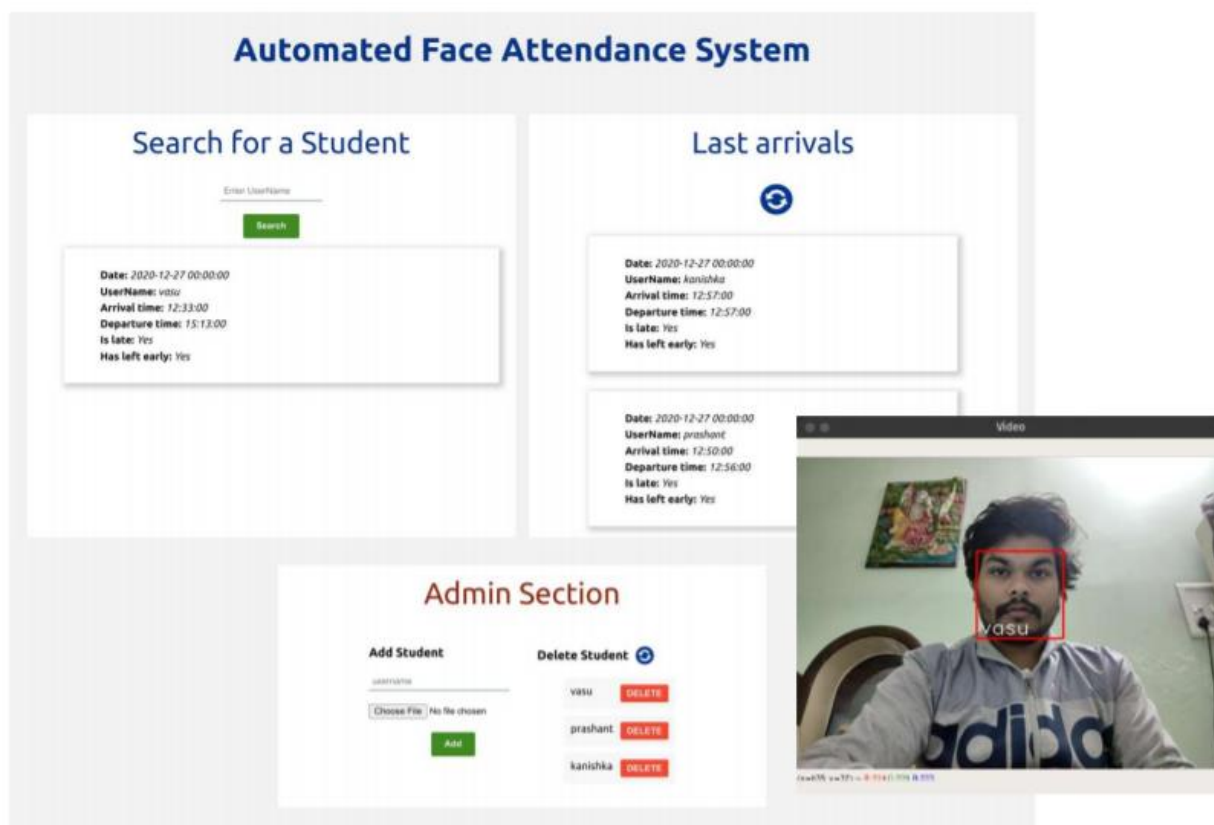 Automated Face Attendance System
Search for a Student
Enter UserName
Search
Date: 2020-12-27 00:00:00
UserName: vasu
Arrival time: 12:33:00
Departure time: 15:13:00
Is late: Yes
Has left early: Yes
Last arrivals
Date: 2020-12-27 00:00:00
UserName: kanishka
Arrival time: 12:57:00
Departure time: 12:57:00
Is late: Yes
Has left early: Yes
Date: 2020-12-27 00:00:00
UserName: prashant
Arrival time: 12:50:00
Departure time: 12:56:00
Is late: Yes
Has left early: Yes
Admin Section
Add Student
username
Choose File No file chosen
Add
Delete Student
vasu DELETE
prashant DELETE
kanishka DELETE
Video
vasu
adidas